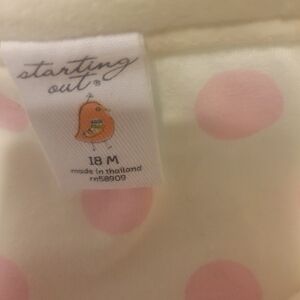 starting
out®
18 M
made in thailand
rn58909